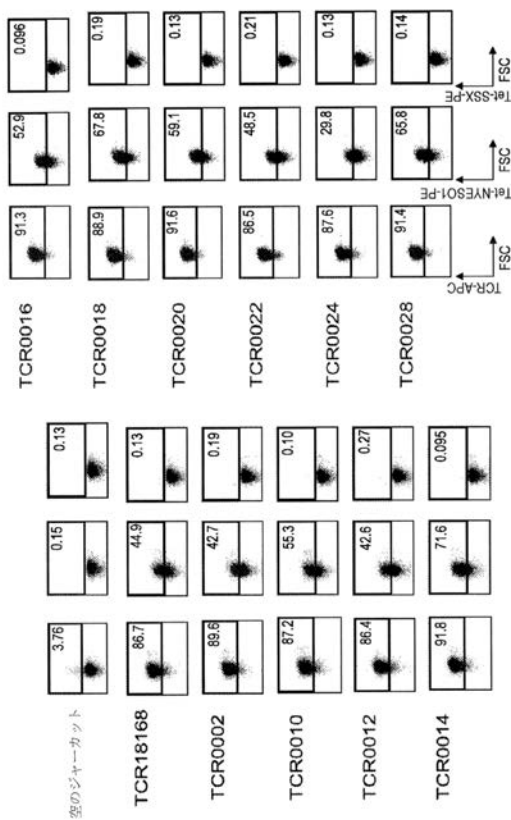 空のジャーカット 3.76 0.15 0.13
TCR18168 86.7 44.9 0.13
TCR0002 89.6 42.7 0.19
TCR0010 87.2 55.3 0.10
TCR0012 86.4 42.6 0.27
TCR0014 91.8 71.6 0.095
TCR0016 91.3 52.9 0.096
TCR0018 88.9 67.8 0.19
TCR0020 91.6 59.1 0.13
TCR0022 86.5 48.5 0.21
TCR0024 87.6 29.8 0.13
TCR0028 91.4 65.8 0.14
TCR-APC Tet-NYESO1-PE Tet-SSX-PE
FSC FSC FSC